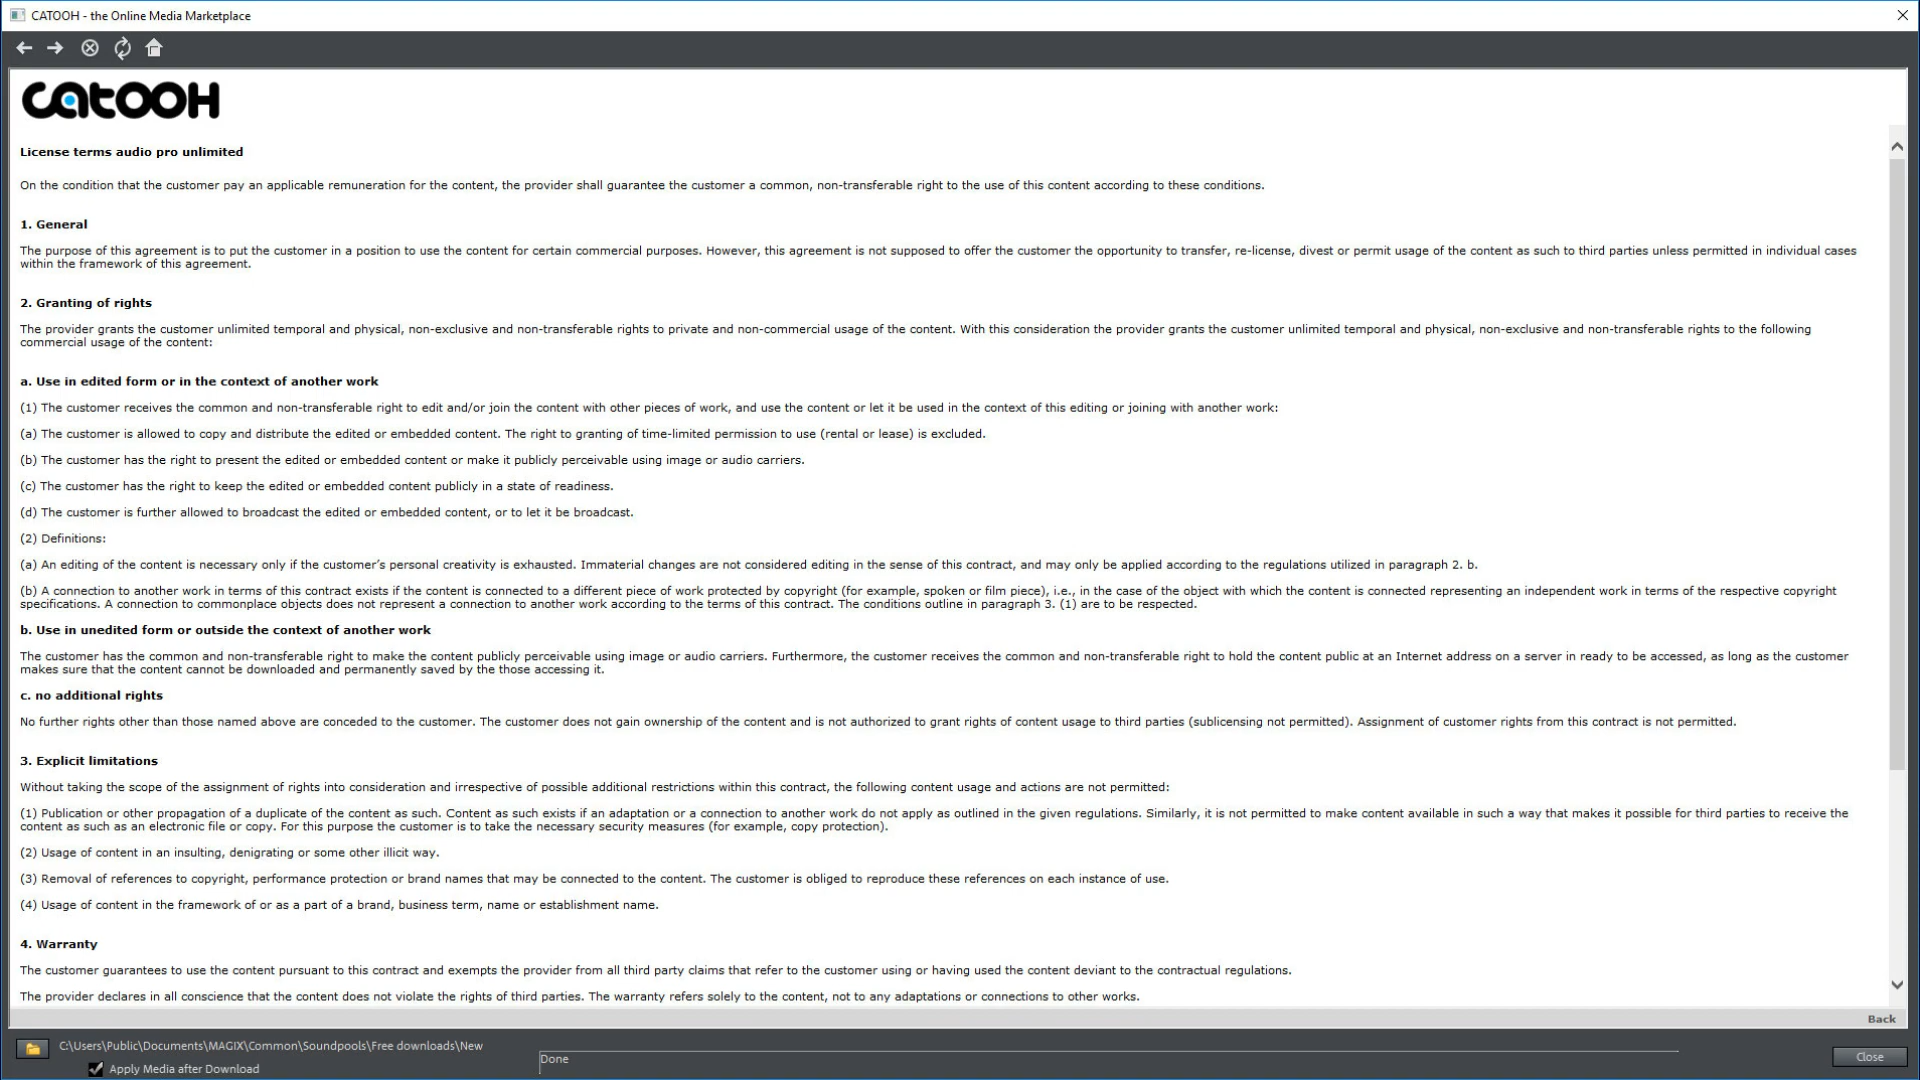 CATOOH - the Online Media Marketplace
catOOH
License terms audio pro unlimited
On the condition that the customer pay an applicable remuneration for the content, the provider shall guarantee the customer a common, non-transferable right to the use of this content according to these conditions.
1. General
The purpose of this agreement is to put the customer in a position to use the content for certain commercial purposes. However, this agreement is not supposed to offer the customer the opportunity to transfer, re-license, divest or permit usage of the content as such to third parties unless permitted in individual cases
within the framework of this agreement.
2. Granting of rights
The provider grants the customer unlimited temporal and physical, non-exclusive and non-transferable rights to private and non-commercial usage of the content. With this consideration the provider grants the customer unlimited temporal and physical, non-exclusive and non-transferable rights to the following
commercial usage of the content:
a. Use in edited form or in the context of another work
(1) The customer receives the common and non-transferable right to edit and/or join the content with other pieces of work, and use the content or let it be used in the context of this editing or joining with another work:
(a) The customer is allowed to copy and distribute the edited or embedded content. The right to granting of time-limited permission to use (rental or lease) is excluded.
(b) The customer has the right to present the edited or embedded content or make it publicly perceivable using image or audio carriers.
(c) The customer has the right to keep the edited or embedded content publicly in a state of readiness.
(d) The customer is further allowed to broadcast the edited or embedded content, or to let it be broadcast.
(2) Definitions:
(a) An editing of the content is necessary only if the customer's personal creativity is exhausted. Immaterial changes are not considered editing in the sense of this contract, and may only be applied according to the regulations utilized in paragraph 2. b.
(b) A connection to another work in terms of this contract exists if the content is connected to a different piece of work protected by copyright (for example, spoken or film piece), i.e., in the case of the object with which the content is connected representing an independent work in terms of the respective copyright
specifications. A connection to commonplace objects does not represent a connection to another work according to the terms of this contract. The conditions outline in paragraph 3. (1) are to be respected.
b. Use in unedited form or outside the context of another work
The customer has the common and non-transferable right to make the content publicly perceivable using image or audio carriers. Furthermore, the customer receives the common and non-transferable right to hold the content public at an Internet address on a server in ready to be accessed, as long as the customer
makes sure that the content cannot be downloaded and permanently saved by the those accessing it.
c. no additional rights
No further rights other than those named above are conceded to the customer. The customer does not gain ownership of the content and is not authorized to grant rights of content usage to third parties (sublicensing not permitted). Assignment of customer rights from this contract is not permitted.
3. Explicit limitations
Without taking the scope of the assignment of rights into consideration and irrespective of possible additional restrictions within this contract, the following content usage and actions are not permitted:
(1) Publication or other propagation of a duplicate of the content as such. Content as such exists if an adaptation or a connection to another work do not apply as outlined in the given regulations. Similarly, it is not permitted to make content available in such a way that makes it possible for third parties to receive the
content as such as an electronic file or copy. For this purpose the customer is to take the necessary security measures (for example, copy protection).
(2) Usage of content in an insulting, denigrating or some other illicit way.
(3) Removal of references to copyright, performance protection or brand names that may be connected to the content. The customer is obliged to reproduce these references on each instance of use.
(4) Usage of content in the framework of or as a part of a brand, business term, name or establishment name.
4. Warranty
The customer guarantees to use the content pursuant to this contract and exempts the provider from all third party claims that refer to the customer using or having used the content deviant to the contractual regulations.
The provider declares in all conscience that the content does not violate the rights of third parties. The warranty refers solely to the content, not to any adaptations or connections to other works.
Back
C:\Users\Public\Documents\MAGIX\Common\Soundpools\Free downloads\New
Done
Close
Apply Media after Download